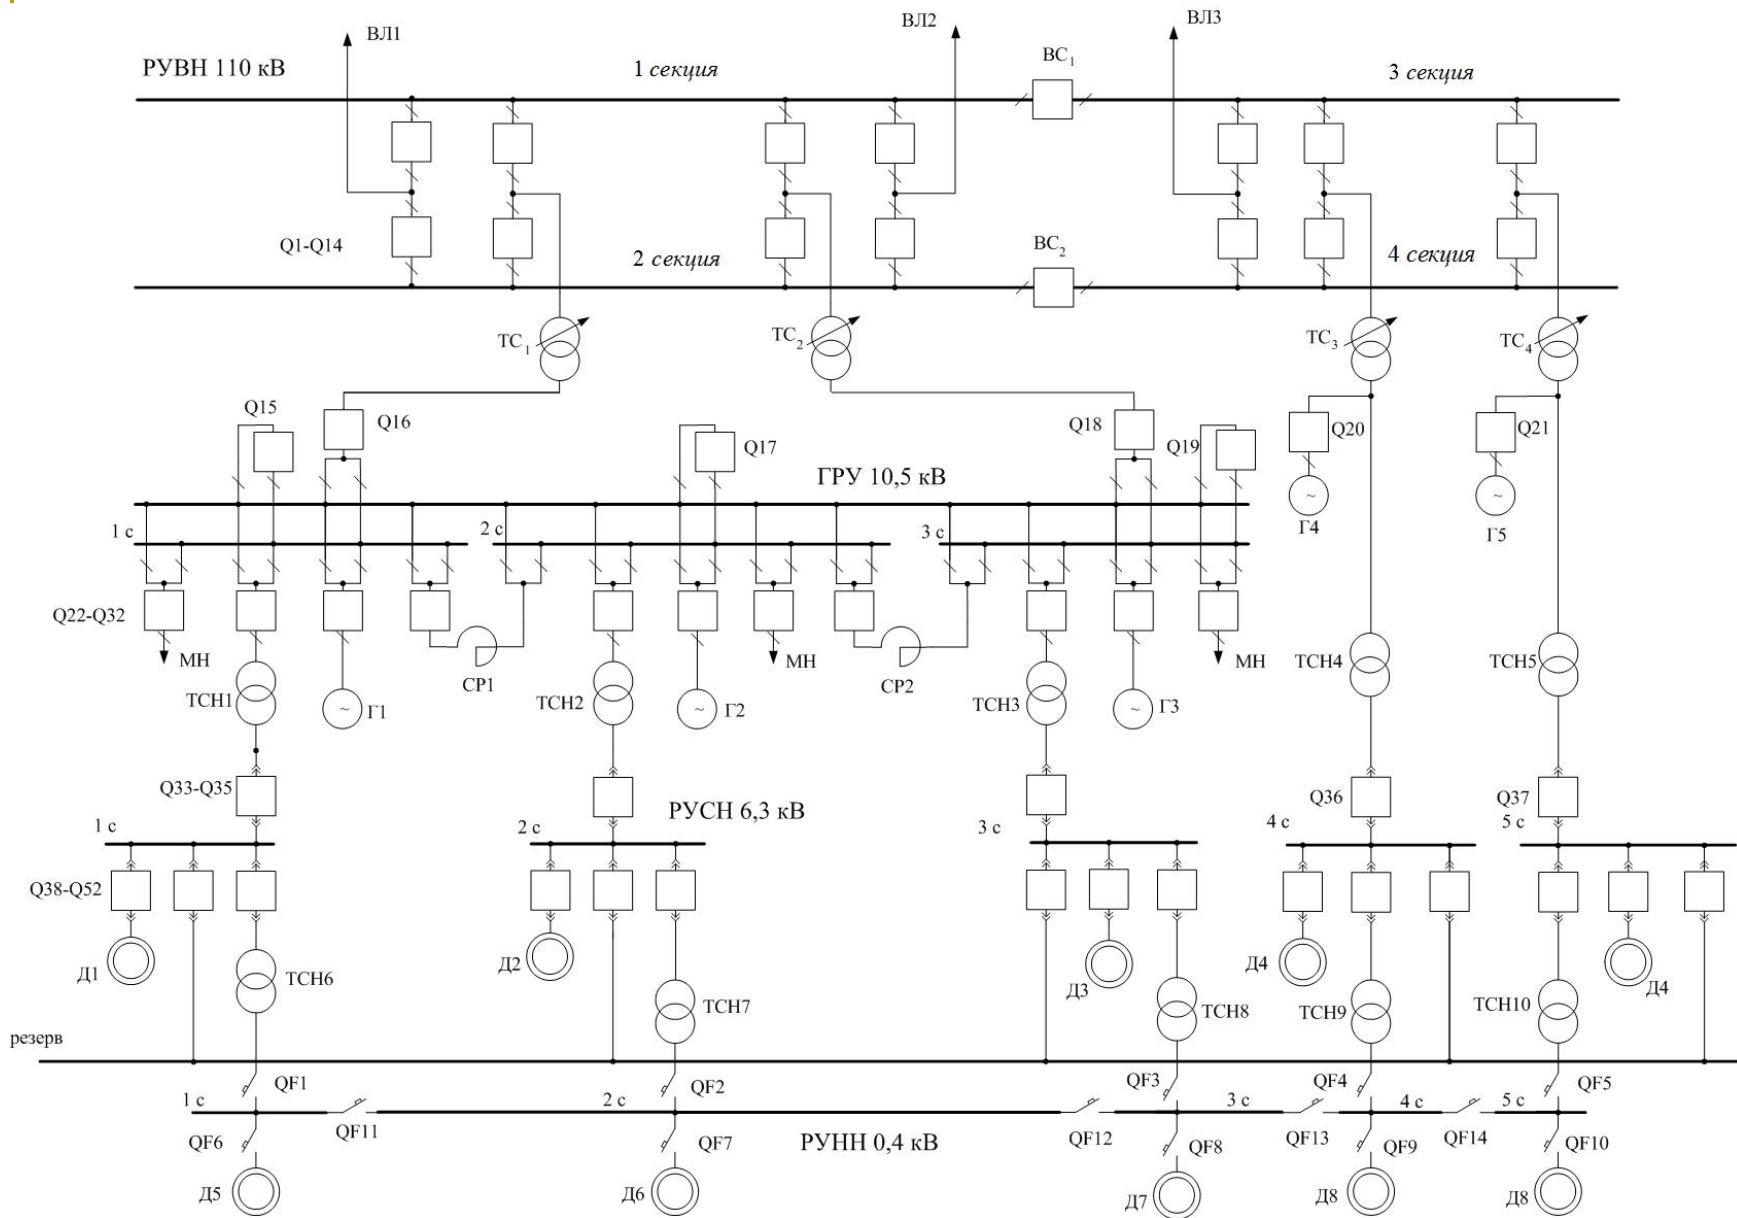 ВЛ1
ВЛ2
ВЛ3
РУВН 110 кВ
1 секция
ВС1
3 секция
Q1-Q14
2 секция
ВС2
4 секция
ТС1
ТС2
ТС3
ТС4
Q15
Q16
Q17
Q18
Q19
Q20
Q21
ГРУ 10,5 кВ
~
Г4
~
Г5
1 с
2 с
3 с
Q22-Q32
МН
СР1
МН
СР2
МН
ТСН4
ТСН5
ТСН1
~
Г1
ТСН2
~
Г2
ТСН3
~
Г3
Q33-Q35
РУСН 6,3 кВ
Q36
Q37
1 с
2 с
3 с
4 с
5 с
Q38-Q52
Д1
Д2
Д3
Д4
Д4
ТСН6
ТСН7
ТСН8
ТСН9
ТСН10
резерв
QF1
QF2
QF3
QF4
QF5
1 с
2 с
3 с
4 с
5 с
QF6
QF11
QF7
РУНН 0,4 кВ
QF12
QF8
QF13
QF9
QF14
QF10
Д5
Д6
Д7
Д8
Д8